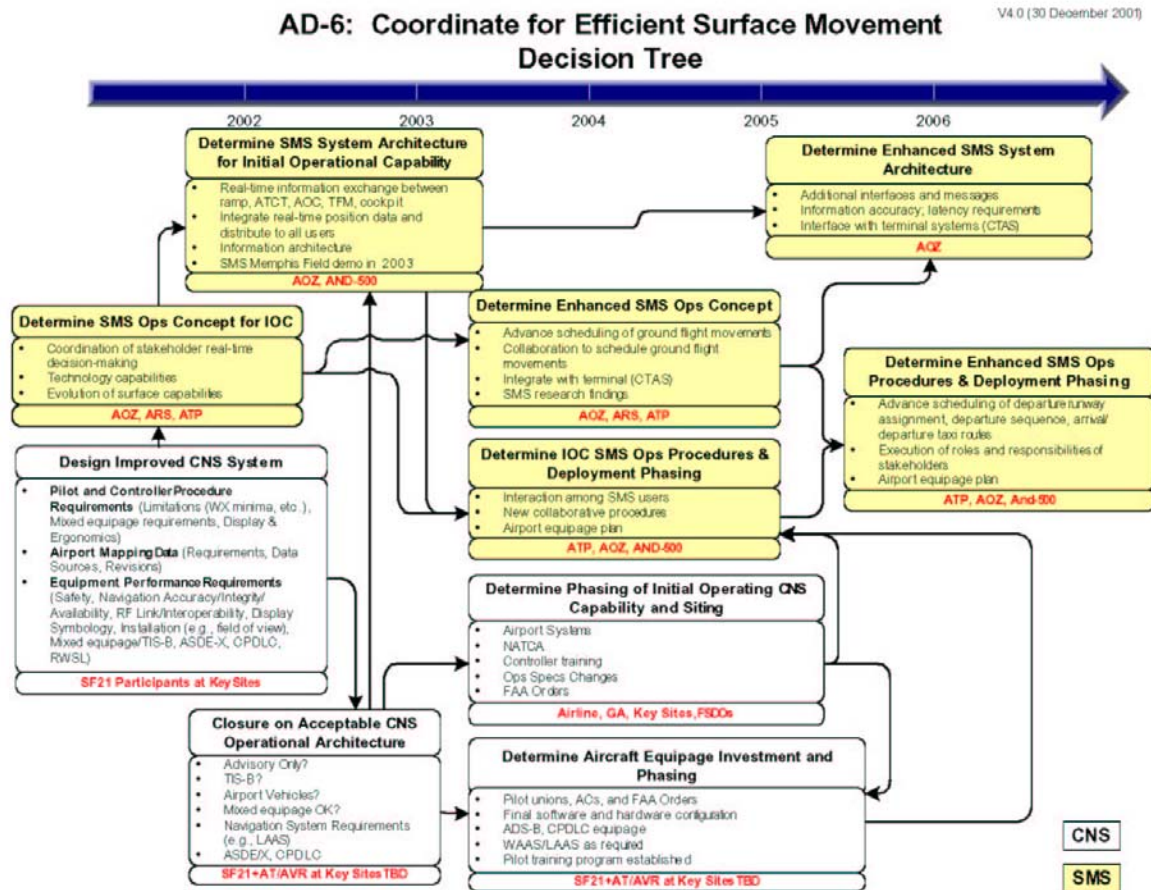 V4.0 (30 December 2001)
AD-6: Coordinate for Efficient Surface Movement
Decision Tree
2002
2003
2004
2005
2006
Determine SMS System Architecture
for Initial Operational Capability
• Real-time information exchange between
ramp, ATCT, AOC, TFM, cockpit
• Integrate real-time position data and
distribute to all users
• Information architecture
• SMS Memphis Field demo in 2003
AOZ, AND-500
Determine Enhanced SMS System
Architecture
• Additional interfaces and messages
• Information accuracy; latency requirements
• Interface with terminal systems (CTAS)
AOZ
Determine SMS Ops Concept for IOC
• Coordination of stakeholder real-time
decision-making
• Technology capabilities
• Evolution of surface capabilities
AOZ, ARS, ATP
Determine Enhanced SMS Ops Concept
• Advance scheduling of ground flight movements
• Collaboration to schedule ground flight
movements
• Integrate with terminal (CTAS)
• SMS research findings
AOZ, ARS, ATP
Determine Enhanced SMS Ops
Procedures & Deployment Phasing
• Advance scheduling of departure runway
assignment, departure sequence, arrival/
departure taxi routes
• Execution of roles and responsibilities of
stakeholders
• Airport equipage plan
ATP, AOZ, And-500
Design Improved CNS System
• Pilot and Controller Procedure
Requirements (Limitations (WX minima, etc.),
Mixed equipage requirements, Display &
Ergonomics)
• Airport Mapping Data (Requirements, Data
Sources, Revisions)
• Equipment Performance Requirements
(Safety, Navigation Accuracy/Integrity/
Availability, RF Link/Interoperability, Display
Symbology, Installation (e.g., field of view),
Mixed equipage/TIS-B, ASDE-X, CPDLC,
RWSL)
SF21 Participants at Key Sites
Determine IOC SMS Ops Procedures &
Deployment Phasing
• Interaction among SMS users
• New collaborative procedures
• Airport equipage plan
ATP, AOZ, AND-500
Determine Phasing of Initial Operating CNS
Capability and Siting
• Airport Systems
• NATCA
• Controller training
• Ops Specs Changes
• FAA Orders
Airline, GA, Key Sites,FSDOs
Closure on Acceptable CNS
Operational Architecture
• Advisory Only?
• TIS-B?
• Airport Vehicles?
• Mixed equipage OK?
• Navigation System Requirements
(e.g., LAAS)
• ASDE/X, CPDLC
SF21+AT/AVR at Key Sites TBD
Determine Aircraft Equipage Investment and
Phasing
• Pilot unions, ACs, and FAA Orders
• Final software and hardware configuration
• ADS-B, CPDLC equipage
• WAAS/LAAS as required
• Pilot training program established
SF21+AT/AVR at Key Sites TBD
CNS
SMS